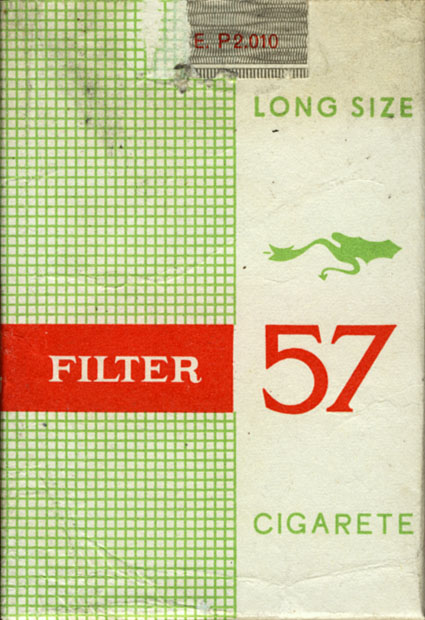 E. P2.010
LONG SIZE
FILTER
57
CIGARETE